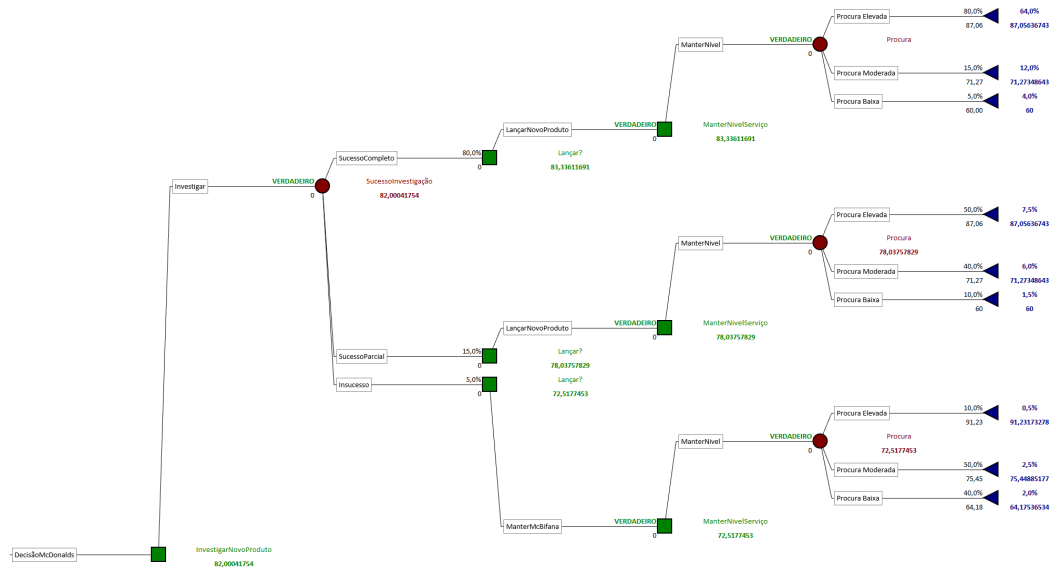 Procura Elevada
80,0%
64,0%
87,06
87,05636743
ManterNivel
VERDADEIRO
0
Procura
Procura Moderada
15,0%
12,0%
71,27
71,27348643
Procura Baixa
5,0%
4,0%
60,00
60
LançarNovoProduto
VERDADEIRO
0
ManterNivelServiço
83,33611691
SucessoCompleto
80,0%
0
Lançar?
83,33611691
Investigar
VERDADEIRO
0
SucessoInvestigação
82,00041754
Procura Elevada
50,0%
7,5%
87,06
87,05636743
ManterNivel
VERDADEIRO
0
Procura
78,03757829
Procura Moderada
40,0%
6,0%
71,27
71,27348643
Procura Baixa
10,0%
1,5%
60
60
LançarNovoProduto
VERDADEIRO
0
ManterNivelServiço
78,03757829
SucessoParcial
15,0%
0
Lançar?
78,03757829
Insucesso
5,0%
0
Lançar?
72,5177453
Procura Elevada
10,0%
0,5%
91,23
91,23173278
ManterNivel
VERDADEIRO
0
Procura
72,5177453
Procura Moderada
50,0%
2,5%
75,45
75,44885177
Procura Baixa
40,0%
2,0%
64,18
64,17536534
ManterMcBifana
VERDADEIRO
0
ManterNivelServiço
72,5177453
DecisãoMcDonalds
InvestigarNovoProduto
82,00041754